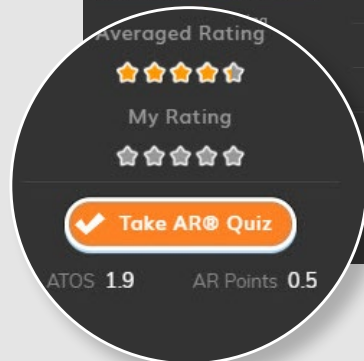 Averaged Rating
My Rating
Take AR® Quiz
ATOS 1.9 AR Points 0.5